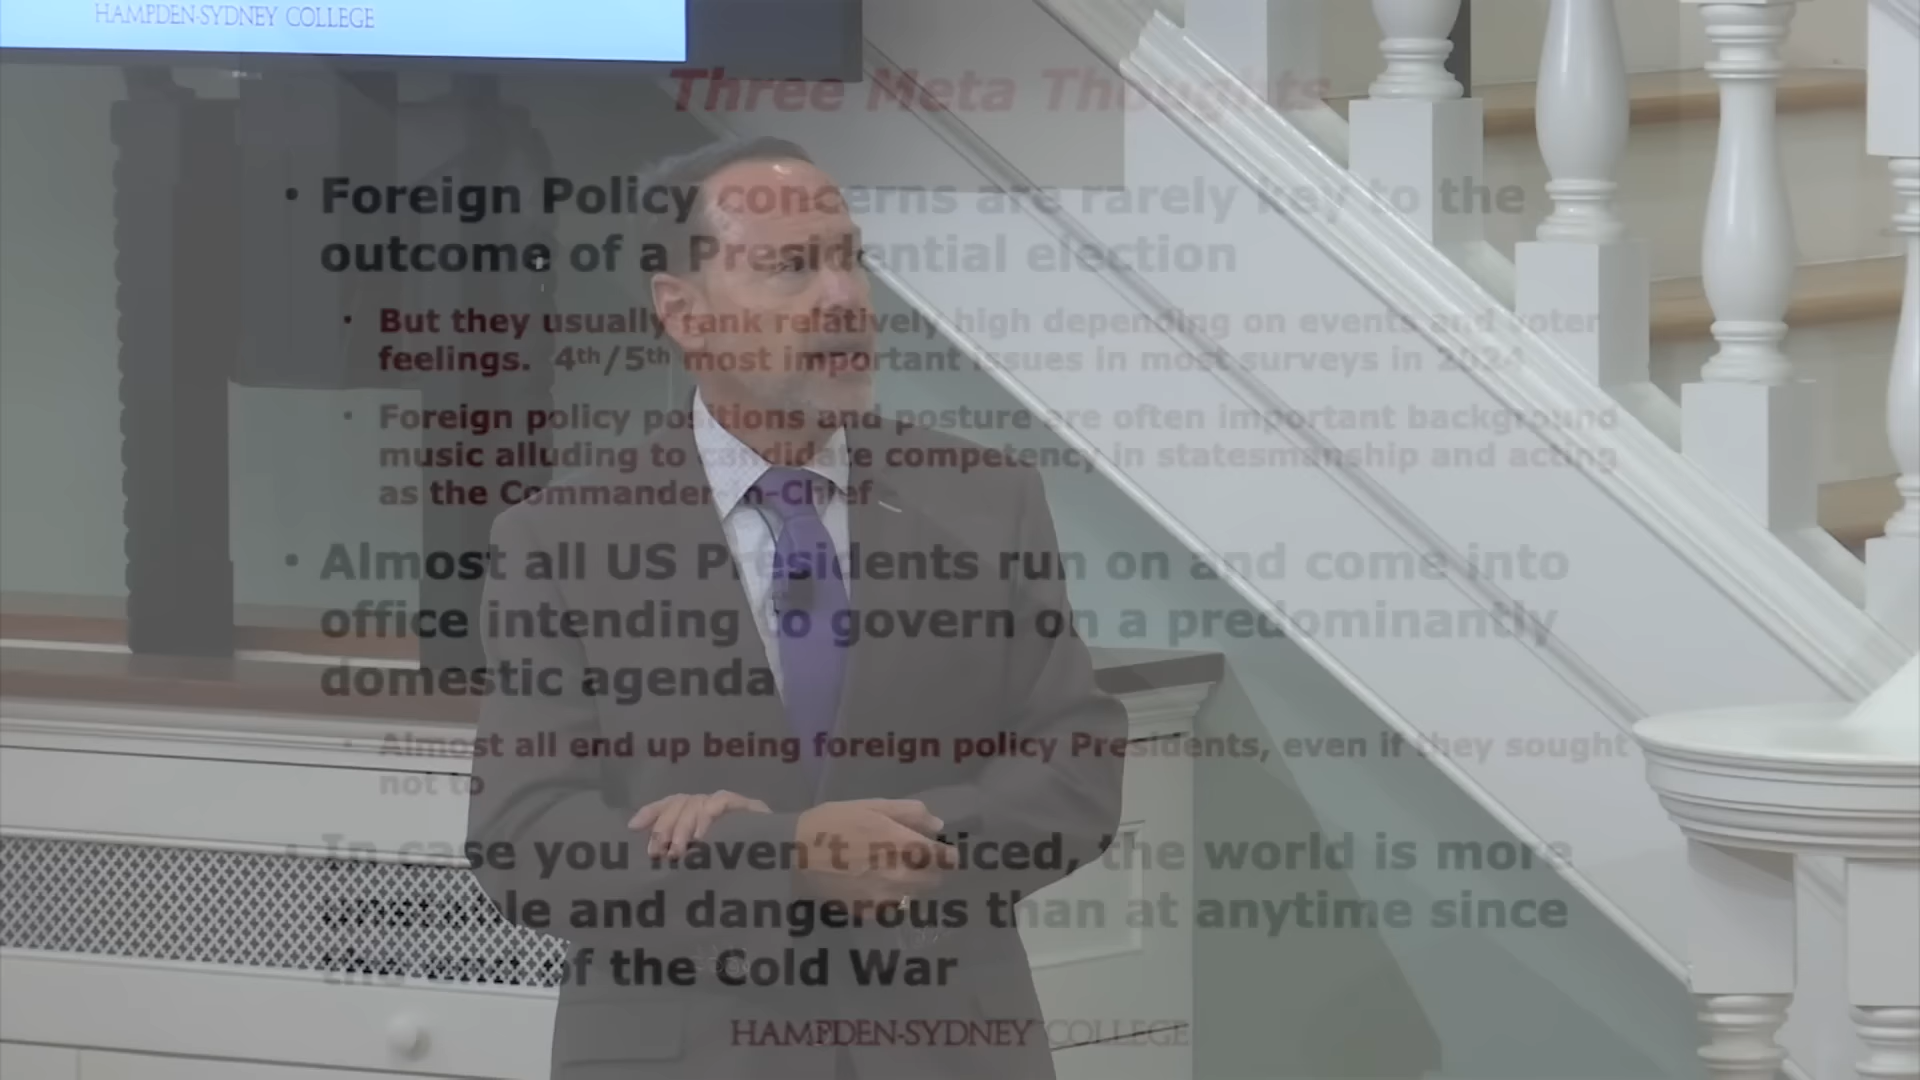 HAMPDEN-SYDNEY COLLEGE
Three Meta Thoughts
• Foreign Policy concerns are rarely key to the
outcome of a Presidential election
• But they usually rank relatively high depending on events and voter
feelings. 4th/5th most important issues in most surveys in 2024
• Foreign policy positions and posture are often important background
music alluding to candidate competency in statesmanship and acting
as the Commander-in-Chief
• Almost all US Presidents run on and come into
office intending to govern on a predominantly
domestic agenda
• Almost all end up being foreign policy Presidents, even if they sought
not to
• In case you haven’t noticed, the world is more
and dangerous than at anytime since
the end of the Cold War
HAMPDEN-SYDNEY COLLEGE